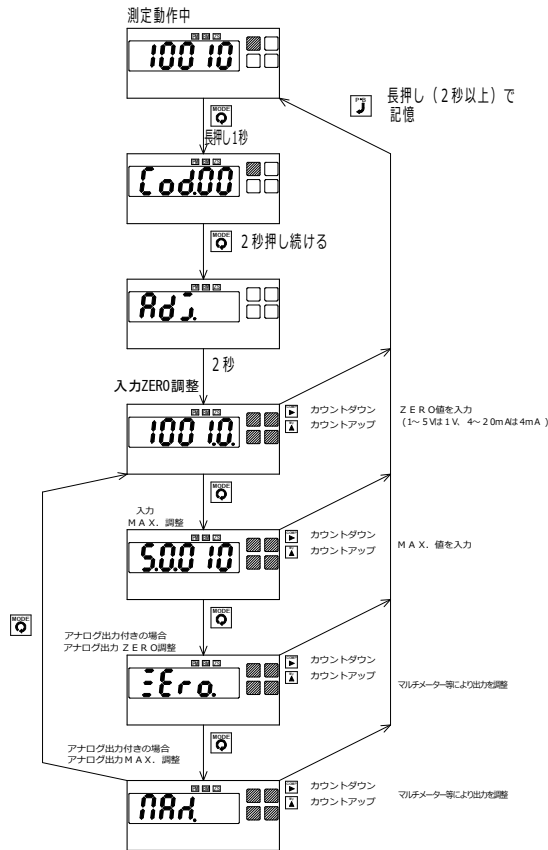 測定動作中
10010
MODE
長押し1秒
長押し（２秒以上）で
記憶
Cod.00
MODE
２秒押し続ける
Adj.
２秒
入力ZERO調整
1001.0.
カウントダウン
カウントアップ
ＺＥＲＯ値を入力
(1～５Vは１Ｖ、４～２０mAは４mA)
MODE
入力
ＭＡＸ．調整
5.0.0 10
カウントダウン
カウントアップ
ＭＡＸ．値を入力
MODE
MODE
アナログ出力付きの場合
アナログ出力ＺＥＲＯ調整
カウントダウン
カウントアップ
マルチメーター等により出力を調整
MODE
アナログ出力付きの場合
アナログ出力ＭＡＸ．調整
カウントダウン
カウントアップ
マルチメーター等により出力を調整